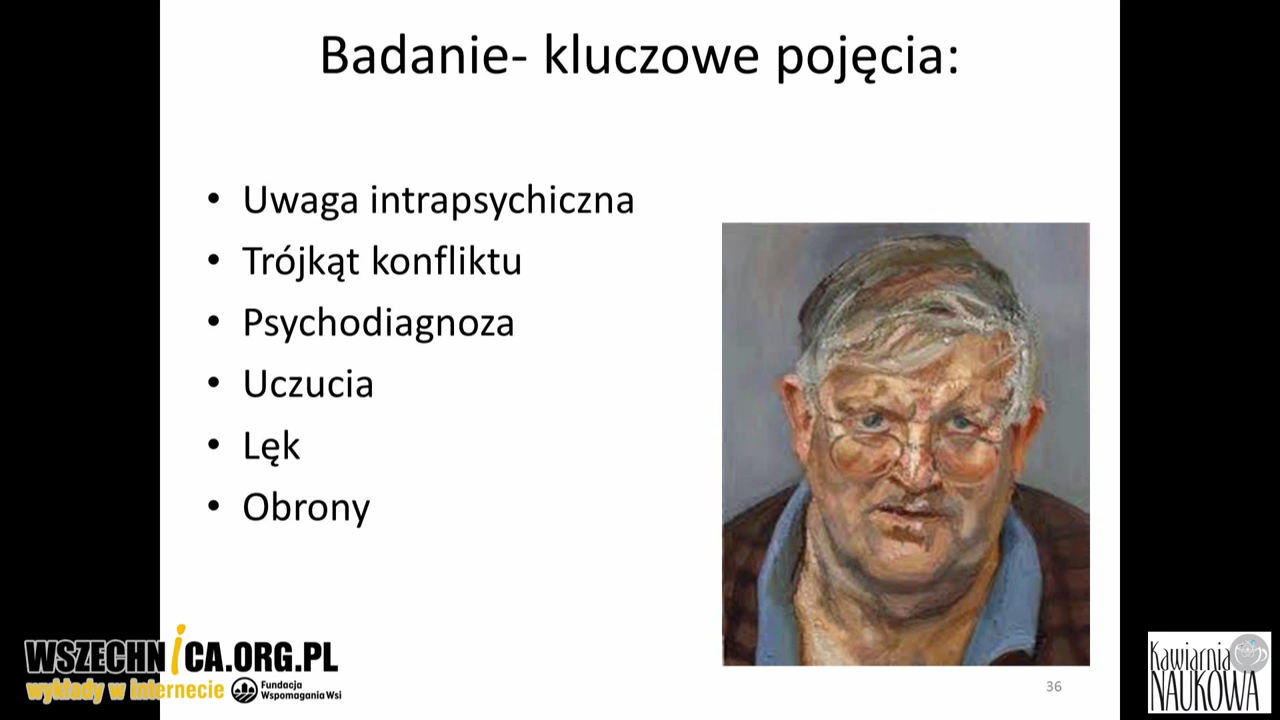 Badanie- kluczowe pojęcia:
• Uwaga intrapsychiczna
• Trójkąt konfliktu
• Psychodiagnoza
• Uczucia
• Lęk
• Obrony
WSZECHNiCA.ORG.PL
wykłady w internecie
Fundacja
Wspomagania Wsi
36
Kawiarnia
NAUKOWA